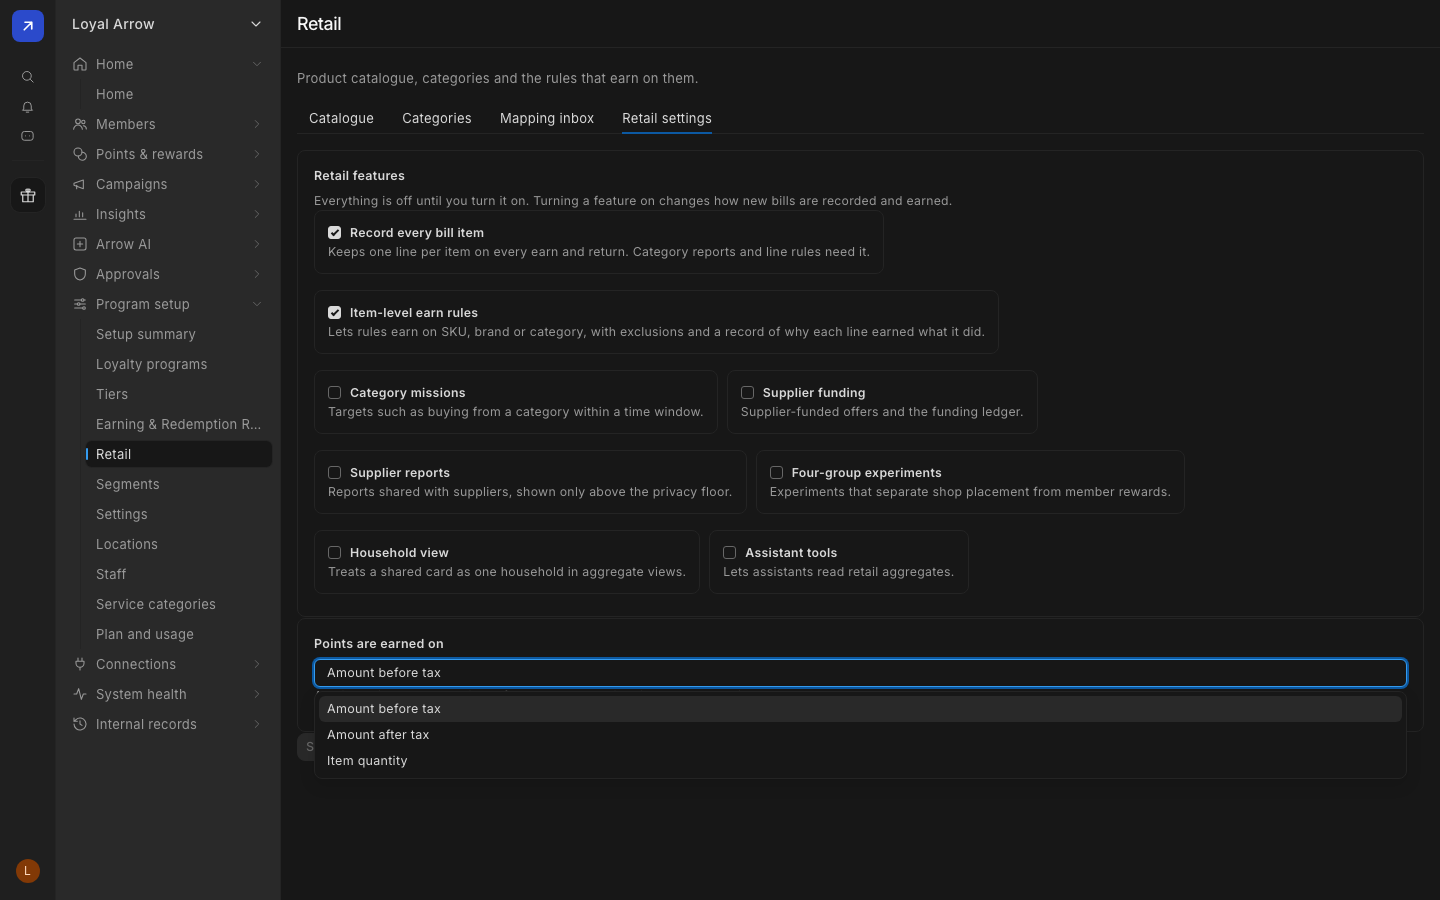 Loyal Arrow
Retail
Home
Home
Members
Points & rewards
Campaigns
Insights
Arrow AI
Approvals
Program setup
Setup summary
Loyalty programs
Tiers
Earning & Redemption R...
Retail
Segments
Settings
Locations
Staff
Service categories
Plan and usage
Connections
System health
Internal records
L
Product catalogue, categories and the rules that earn on them.
Catalogue
Categories
Mapping inbox
Retail settings
Retail features
Everything is off until you turn it on. Turning a feature on changes how new bills are recorded and earned.
Record every bill item
Keeps one line per item on every earn and return. Category reports and line rules need it.
Item-level earn rules
Lets rules earn on SKU, brand or category, with exclusions and a record of why each line earned what it did.
Category missions
Targets such as buying from a category within a time window.
Supplier funding
Supplier-funded offers and the funding ledger.
Supplier reports
Reports shared with suppliers, shown only above the privacy floor.
Four-group experiments
Experiments that separate shop placement from member rewards.
Household view
Treats a shared card as one household in aggregate views.
Assistant tools
Lets assistants read retail aggregates.
Points are earned on
Amount before tax
Amount before tax
Amount after tax
Item quantity